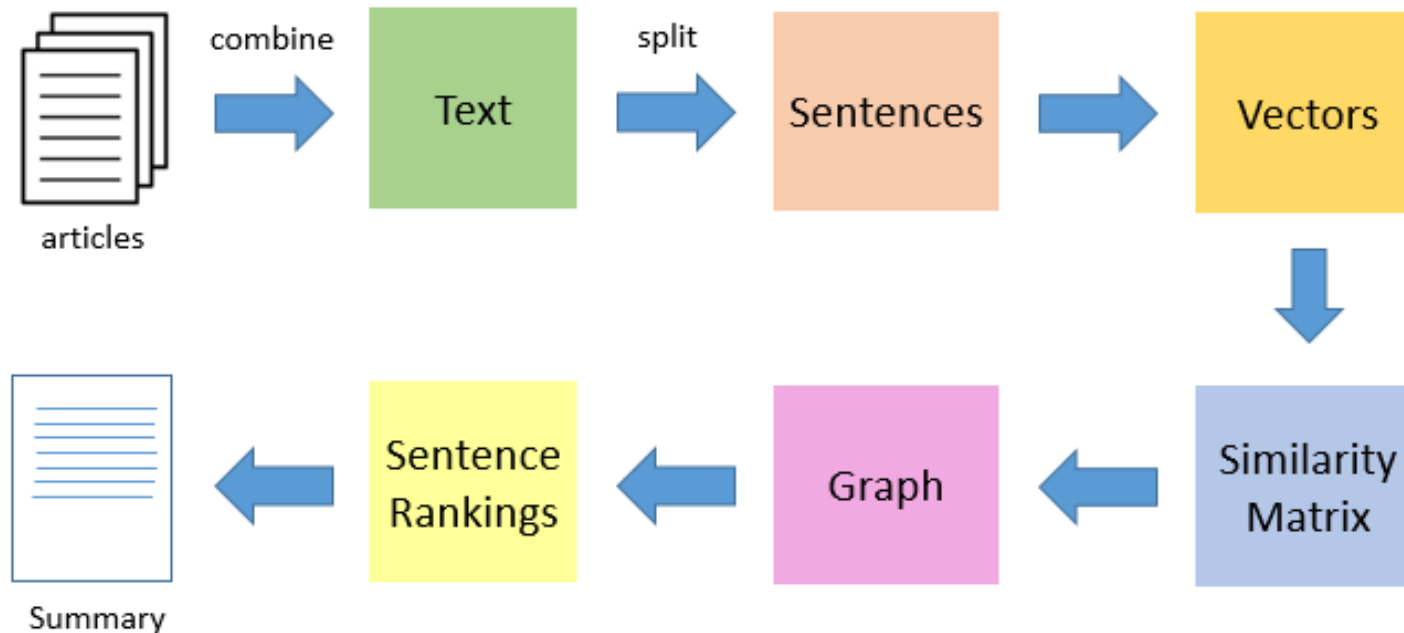 combine
split
Text
Sentences
Vectors
articles
Similarity
Matrix
Graph
Sentence
Rankings
Summary